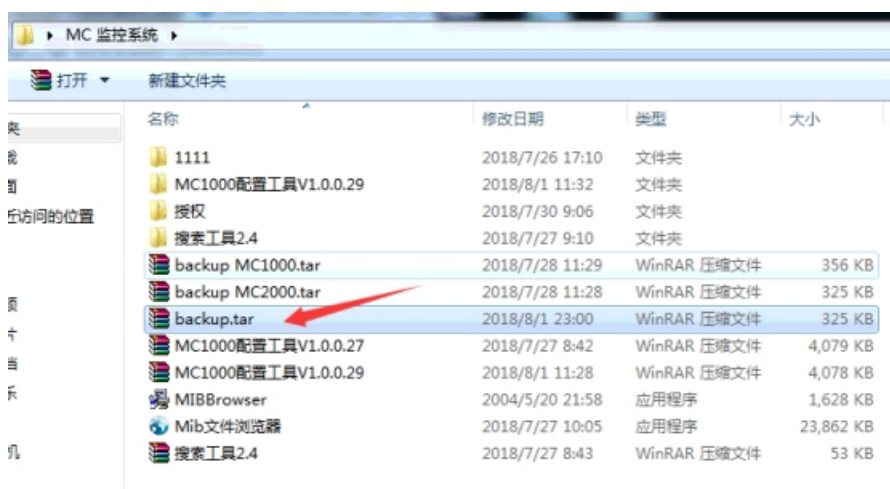 MC 监控系统
打开 新建文件夹
名称 修改日期 类型 大小
1111 2018/7/26 17:10 文件夹
MC1000配置工具V1.0.0.29 2018/8/1 11:32 文件夹
授权 2018/7/30 9:06 文件夹
搜索工具2.4 2018/7/27 9:10 文件夹
backup MC1000.tar 2018/7/28 11:29 WinRAR 压缩文件 356 KB
backup MC2000.tar 2018/7/28 11:28 WinRAR 压缩文件 325 KB
backup.tar 2018/8/1 23:00 WinRAR 压缩文件 325 KB
MC1000配置工具V1.0.0.27 2018/7/27 8:42 WinRAR 压缩文件 4,079 KB
MC1000配置工具V1.0.0.29 2018/8/1 11:28 WinRAR 压缩文件 4,078 KB
MIBBrowser 2004/5/20 21:58 应用程序 1,628 KB
Mib文件浏览器 2018/7/27 10:05 应用程序 23,862 KB
搜索工具2.4 2018/7/27 8:43 WinRAR 压缩文件 53 KB
夹
面
近访问的位置
频
片
档
乐
机